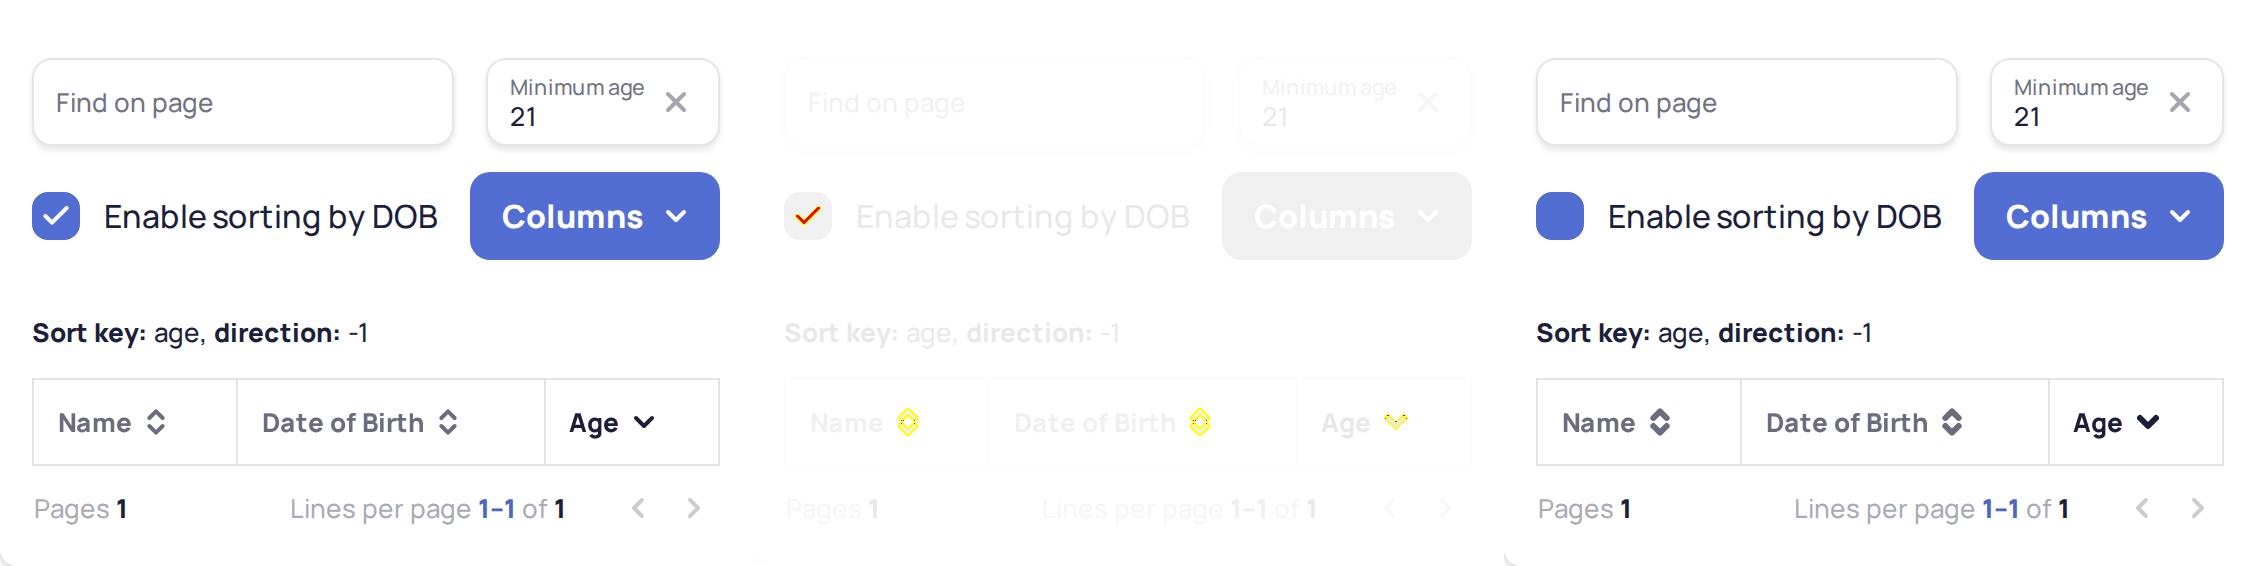 Find on page
Minimum age
21
Enable sorting by DOB
Columns
Sort key: age, direction: -1
Name
Date of Birth
Age
Pages 1
Lines per page 1–1 of 1
Find on page
Minimum age
21
Enable sorting by DOB
Columns
Sort key: age, direction: -1
Name
Date of Birth
Age
Pages 1
Lines per page 1–1 of 1
Find on page
Minimum age
21
Enable sorting by DOB
Columns
Sort key: age, direction: -1
Name
Date of Birth
Age
Pages 1
Lines per page 1–1 of 1